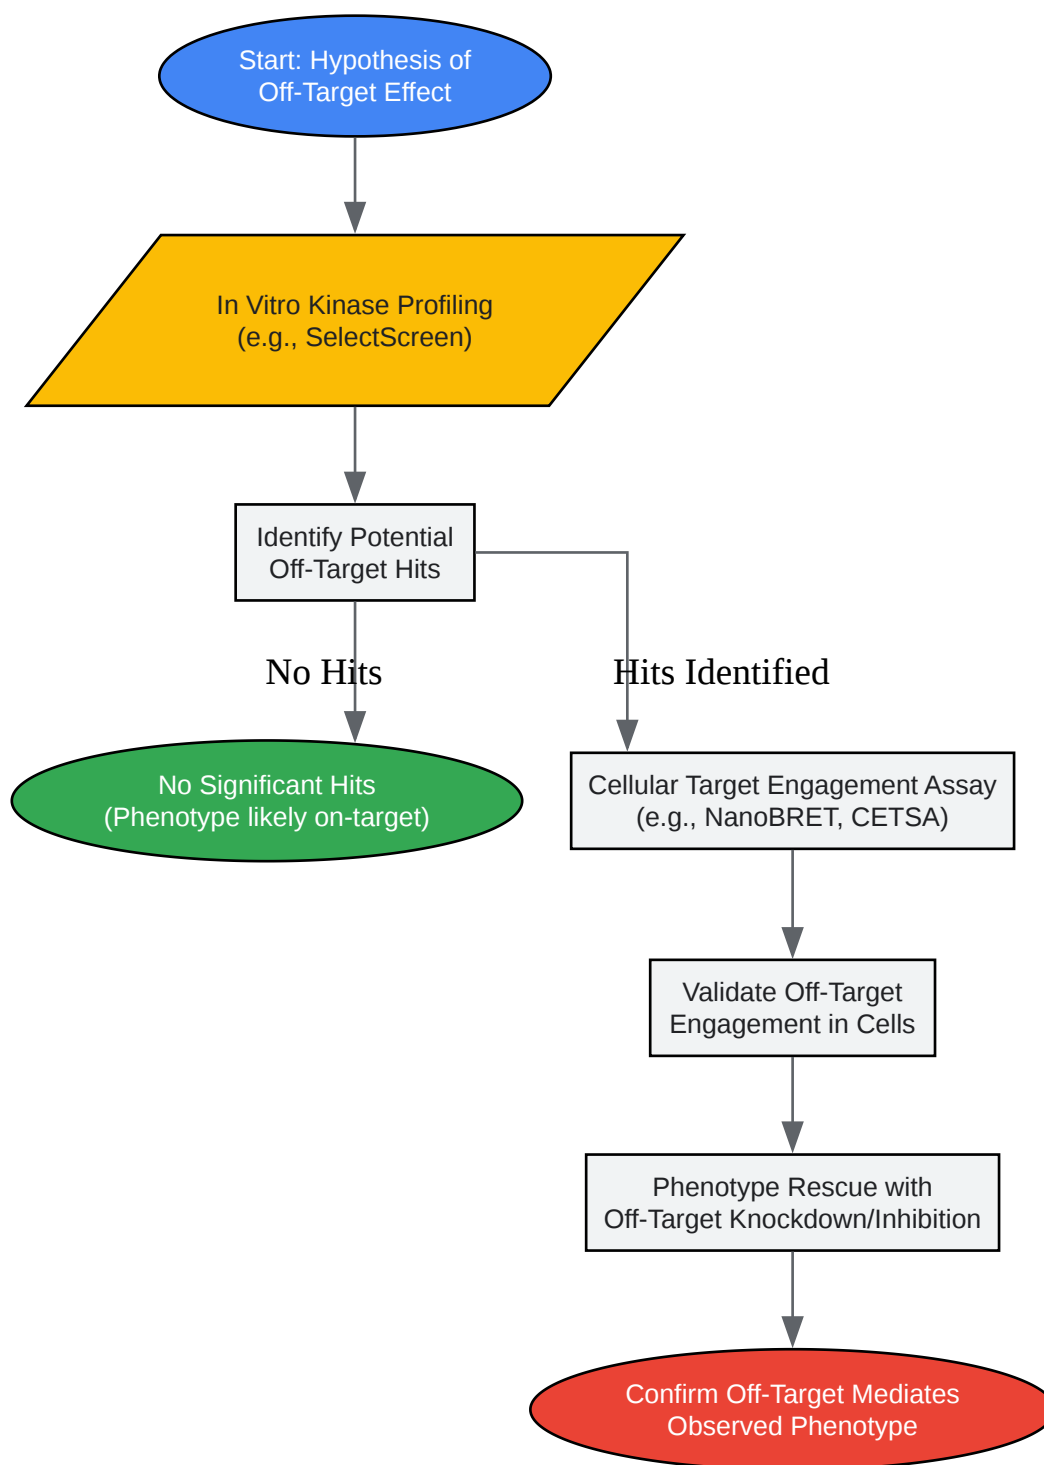 Start: Hypothesis of
Off-Target Effect
In Vitro Kinase Profiling
(e.g., SelectScreen)
Identify Potential
Off-Target Hits
No Hits
Hits Identified
No Significant Hits
(Phenotype likely on-target)
Cellular Target Engagement Assay
(e.g., NanoBRET, CETSA)
Validate Off-Target
Engagement in Cells
Phenotype Rescue with
Off-Target Knockdown/Inhibition
Confirm Off-Target Mediates
Observed Phenotype